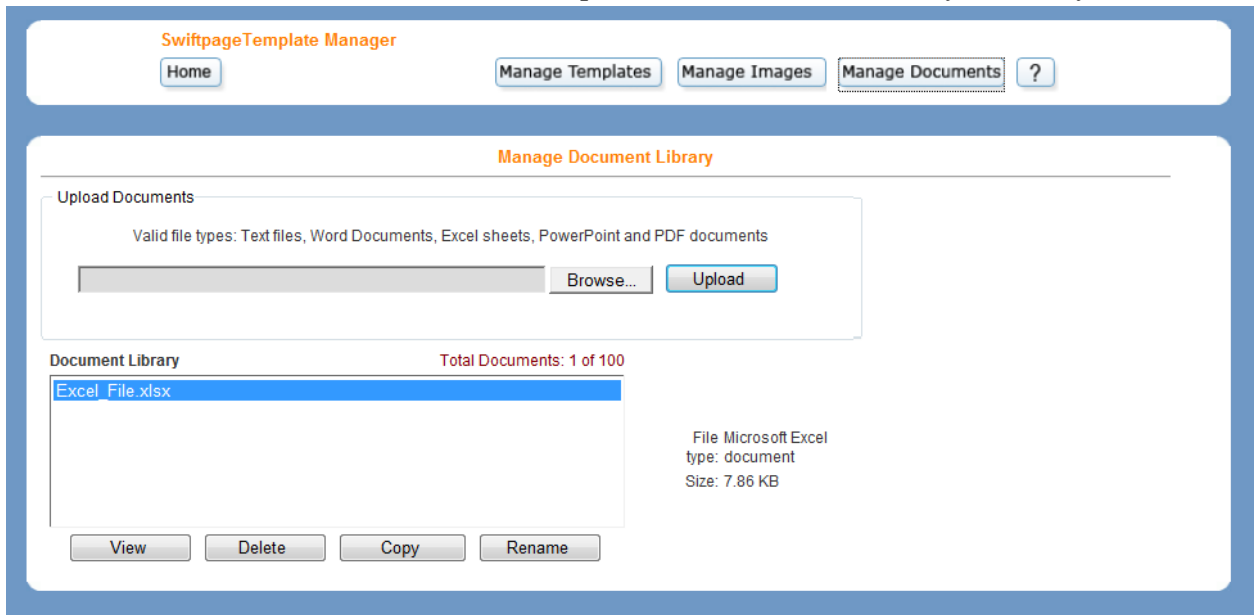 SwiftpageTemplate Manager
Home Manage Templates Manage Images Manage Documents ?
Manage Document Library
Upload Documents
Valid file types: Text files, Word Documents, Excel sheets, PowerPoint and PDF documents
Browse... Upload
Document Library Total Documents: 1 of 100
Excel_File.xlsx
File Microsoft Excel
type: document
Size: 7.86 KB
View Delete Copy Rename